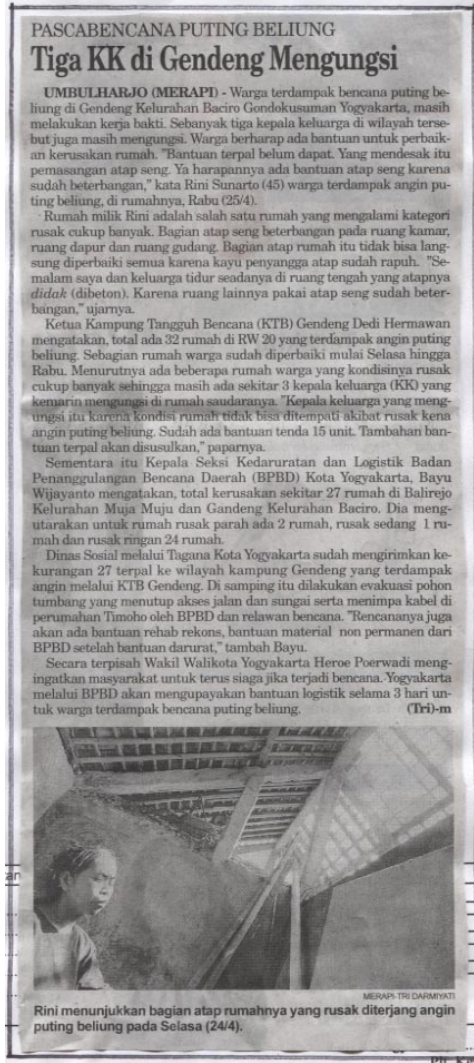 PASCABENCANA PUTING BELIUNG
Tiga KK di Gendeng Mengungsi
UMBULHARJO (MERAPI) - Warga terdampak bencana puting be-
liung di Gendeng Kelurahan Baciro Gondokusuman Yogyakarta, masih
melakukan kerja bakti. Sebanyak tiga kepala keluarga di wilayah terse-
but juga masih mengungsi. Warga berharap ada bantuan untuk perbaik-
an kerusakan rumah. "Bantuan terpal belum dapat. Yang mendesak itu
pemasangan atap seng. Ya harapannya ada bantuan atap seng karena
sudah beterbangan," kata Rini Sunarto (45) warga terdampak angin pu-
ting beliung, di rumahnya, Rabu (25/4).
Rumah milik Rini adalah salah satu rumah yang mengalami kategori
rusak cukup banyak. Bagian atap seng beterbangan pada ruang kamar,
ruang dapur dan ruang gudang. Bagian atap rumah itu tidak bisa lang-
sung diperbaiki semua karena kayu penyangga atap sudah rapuh. "Se-
malam saya dan keluarga tidur seadanya di ruang tengah yang atapnya
didak (dibeton). Karena ruang lainnya pakai atap seng sudah beter-
bangan," ujarnya.
Ketua Kampung Tangguh Bencana (KTB) Gendeng Dedi Hermawan
mengatakan, total ada 32 rumah di RW 20 yang terdampak angin puting
beliung. Sebagian rumah warga sudah diperbaiki mulai Selasa hingga
Rabu. Menurutnya ada beberapa rumah warga yang kondisinya rusak
cukup banyak sehingga masih ada sekitar 3 kepala keluarga (KK) yang
kemarin mengungsi di rumah saudaranya. "Kepala keluarga yang meng-
ungsi itu karena kondisi rumah tidak bisa ditempati akibat rusak kena
angin puting beliung. Sudah ada bantuan tenda 15 unit. Tambahan ban-
tuan terpal akan disusulkan," paparnya.
Sementara itu Kepala Seksi Kedaruratan dan Logistik Badan
Penanggulangan Bencana Daerah (BPBD) Kota Yogyakarta, Bayu
Wijayanto mengatakan, total kerusakan sekitar 27 rumah di Balirejo
Kelurahan Muja Muju dan Gandeng Kelurahan Baciro. Dia meng-
utarakan untuk rumah rusak parah ada 2 rumah, rusak sedang 1 ru-
mah dan rusak ringan 24 rumah.
Dinas Sosial melalui Tagana Kota Yogyakarta sudah mengirimkan ke-
kurangan 27 terpal ke wilayah kampung Gendeng yang terdampak
angin melalui KTB Gendeng. Di samping itu dilakukan evakuasi pohon
tumbang yang menutup akses jalan dan sungai serta menimpa kabel di
perumahan Timoho oleh BPBD dan relawan bencana. "Rencananya juga
akan ada bantuan rehab rekons, bantuan material non permanen dari
BPBD setelah bantuan darurat," tambah Bayu.
Secara terpisah Wakil Walikota Yogyakarta Heroe Poerwadi meng-
ingatkan masyarakat untuk terus siaga jika terjadi bencana. Yogyakarta
melalui BPBD akan mengupayakan bantuan logistik selama 3 hari un-
tuk warga terdampak bencana puting beliung. (Tri)-m
MERAPI-TRI DARMIYATI
Rini menunjukkan bagian atap rumahnya yang rusak diterjang angin
puting beliung pada Selasa (24/4).